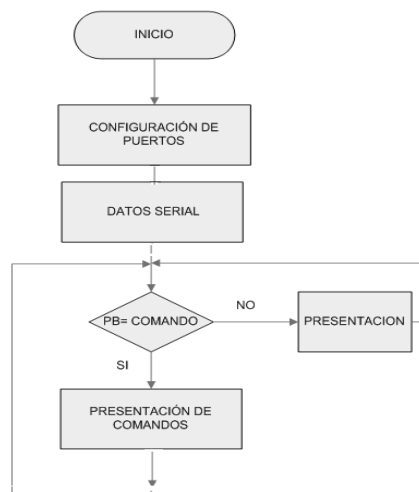 INICIO
CONFIGURACIÓN DE
PUERTOS
DATOS SERIAL
PB= COMANDO
NO
PRESENTACION
SI
PRESENTACIÓN DE
COMANDOS